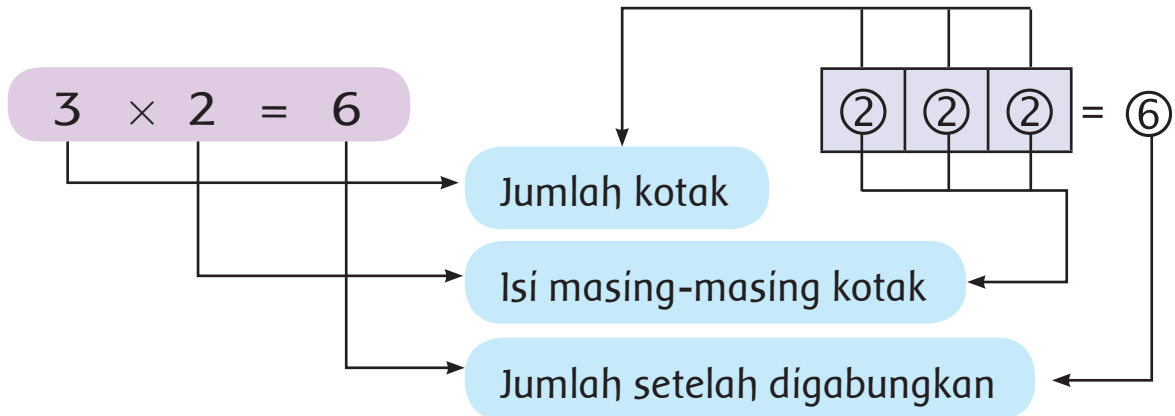 3 × 2 = 6
2 2 2 = 6
Jumlah kotak
Isi masing-masing kotak
Jumlah setelah digabungkan